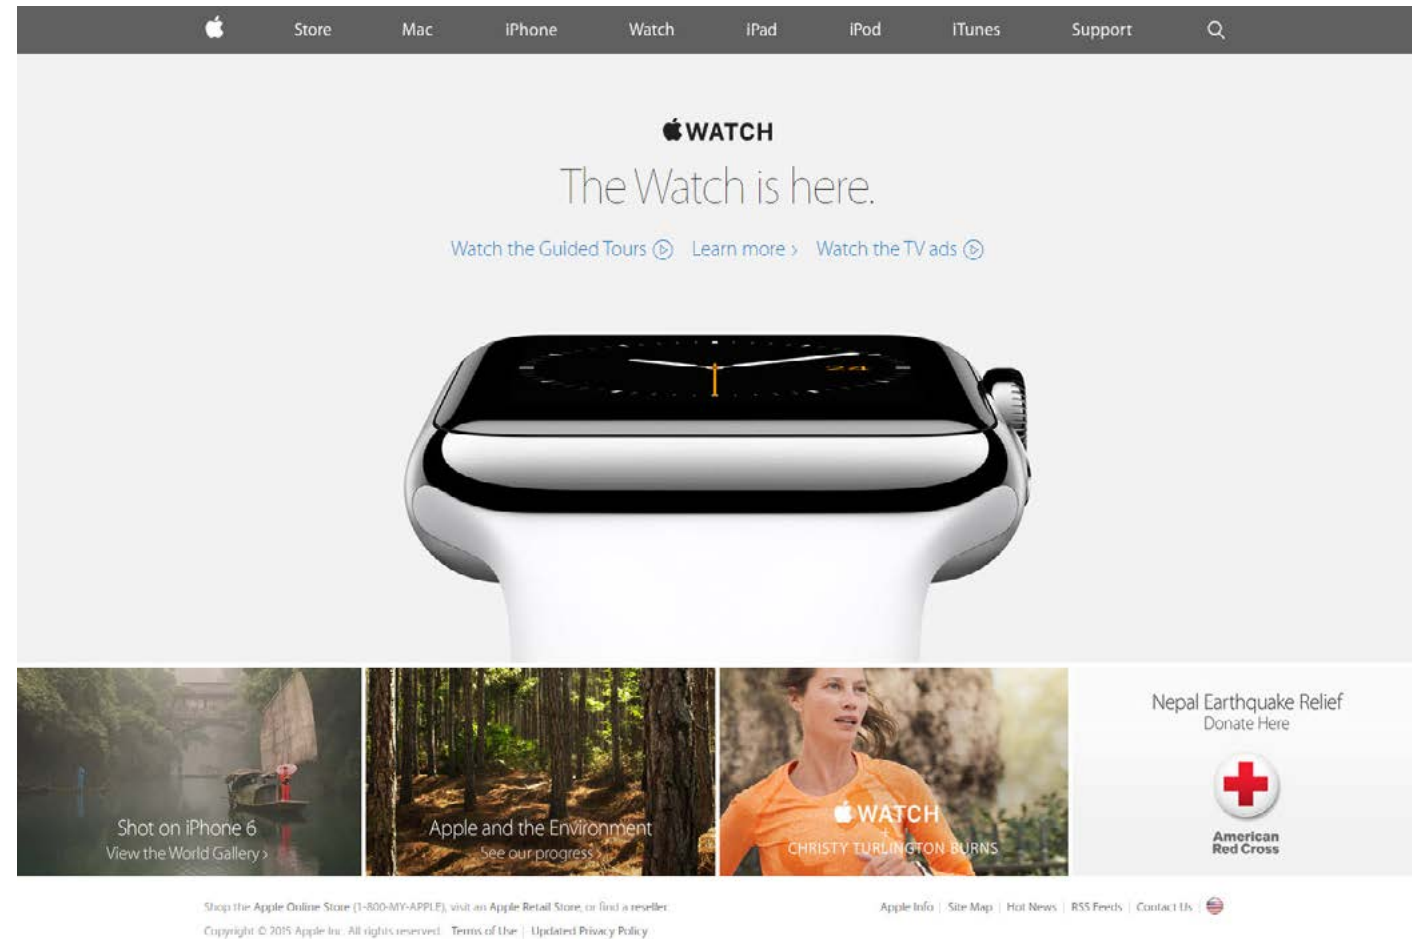 Store Mac iPhone Watch iPad iPod iTunes Support
WATCH
The Watch is here.
Watch the Guided Tours Learn more > Watch the TV ads
24
Shot on iPhone 6
View the World Gallery >
Apple and the Environment
See our progress >
WATCH
+
CHRISTY TURLINGTON BURNS
Nepal Earthquake Relief
Donate Here
American
Red Cross
Shop the Apple Online Store (1-800-MY-APPLE), visit an Apple Retail Store, or find a reseller.
Apple Info | Site Map | Hot News | RSS Feeds | Contact Us
Copyright © 2015 Apple Inc. All rights reserved. Terms of Use | Updated Privacy Policy